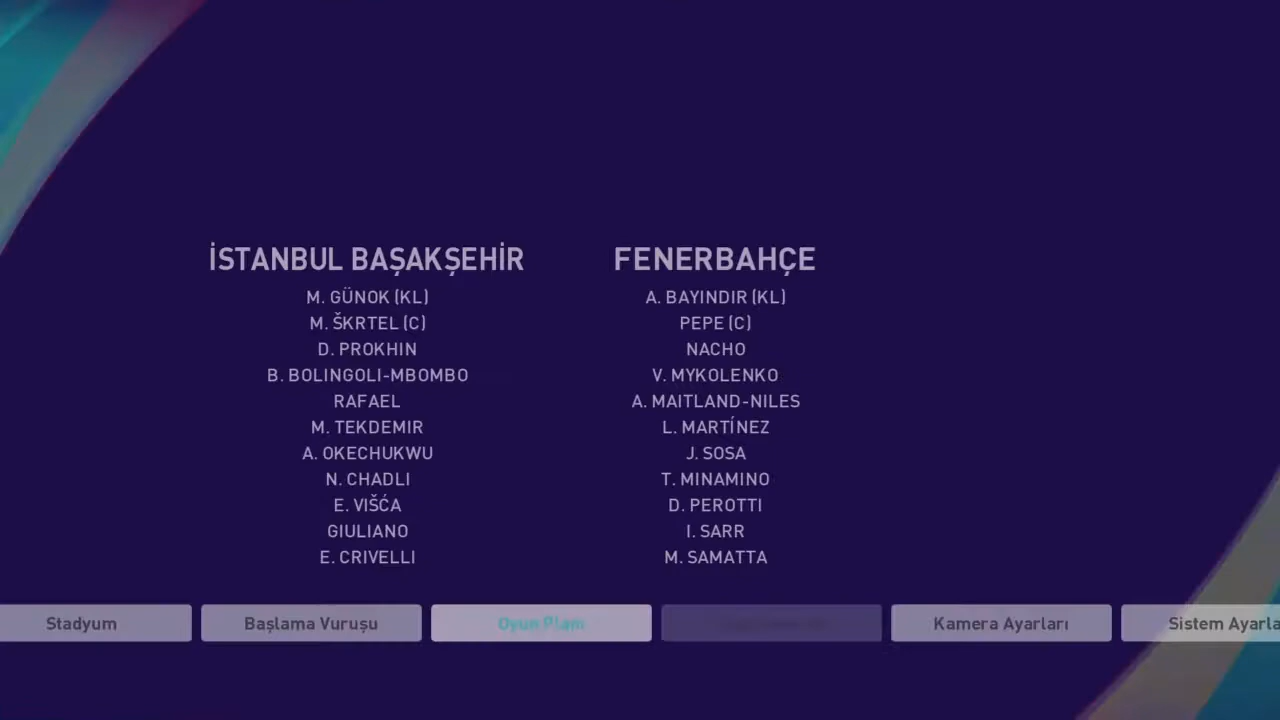 İSTANBUL BAŞAKŞEHİR
M. GÜNOK (KL)
M. ŠKRTEL (C)
D. PROKHIN
B. BOLINGOLI-MBOMBO
RAFAEL
M. TEKDEMIR
A. OKECHUKWU
N. CHADLI
E. VIŠĆA
GIULIANO
E. CRIVELLI
FENERBAHÇE
A. BAYINDIR (KL)
PEPE (C)
NACHO
V. MYKOLENKO
A. MAITLAND-NILES
L. MARTÍNEZ
J. SOSA
T. MINAMINO
D. PEROTTI
I. SARR
M. SAMATTA
Stadyum
Başlama Vuruşu
Oyun Planı
Kamera Ayarları
Sistem Ayarla